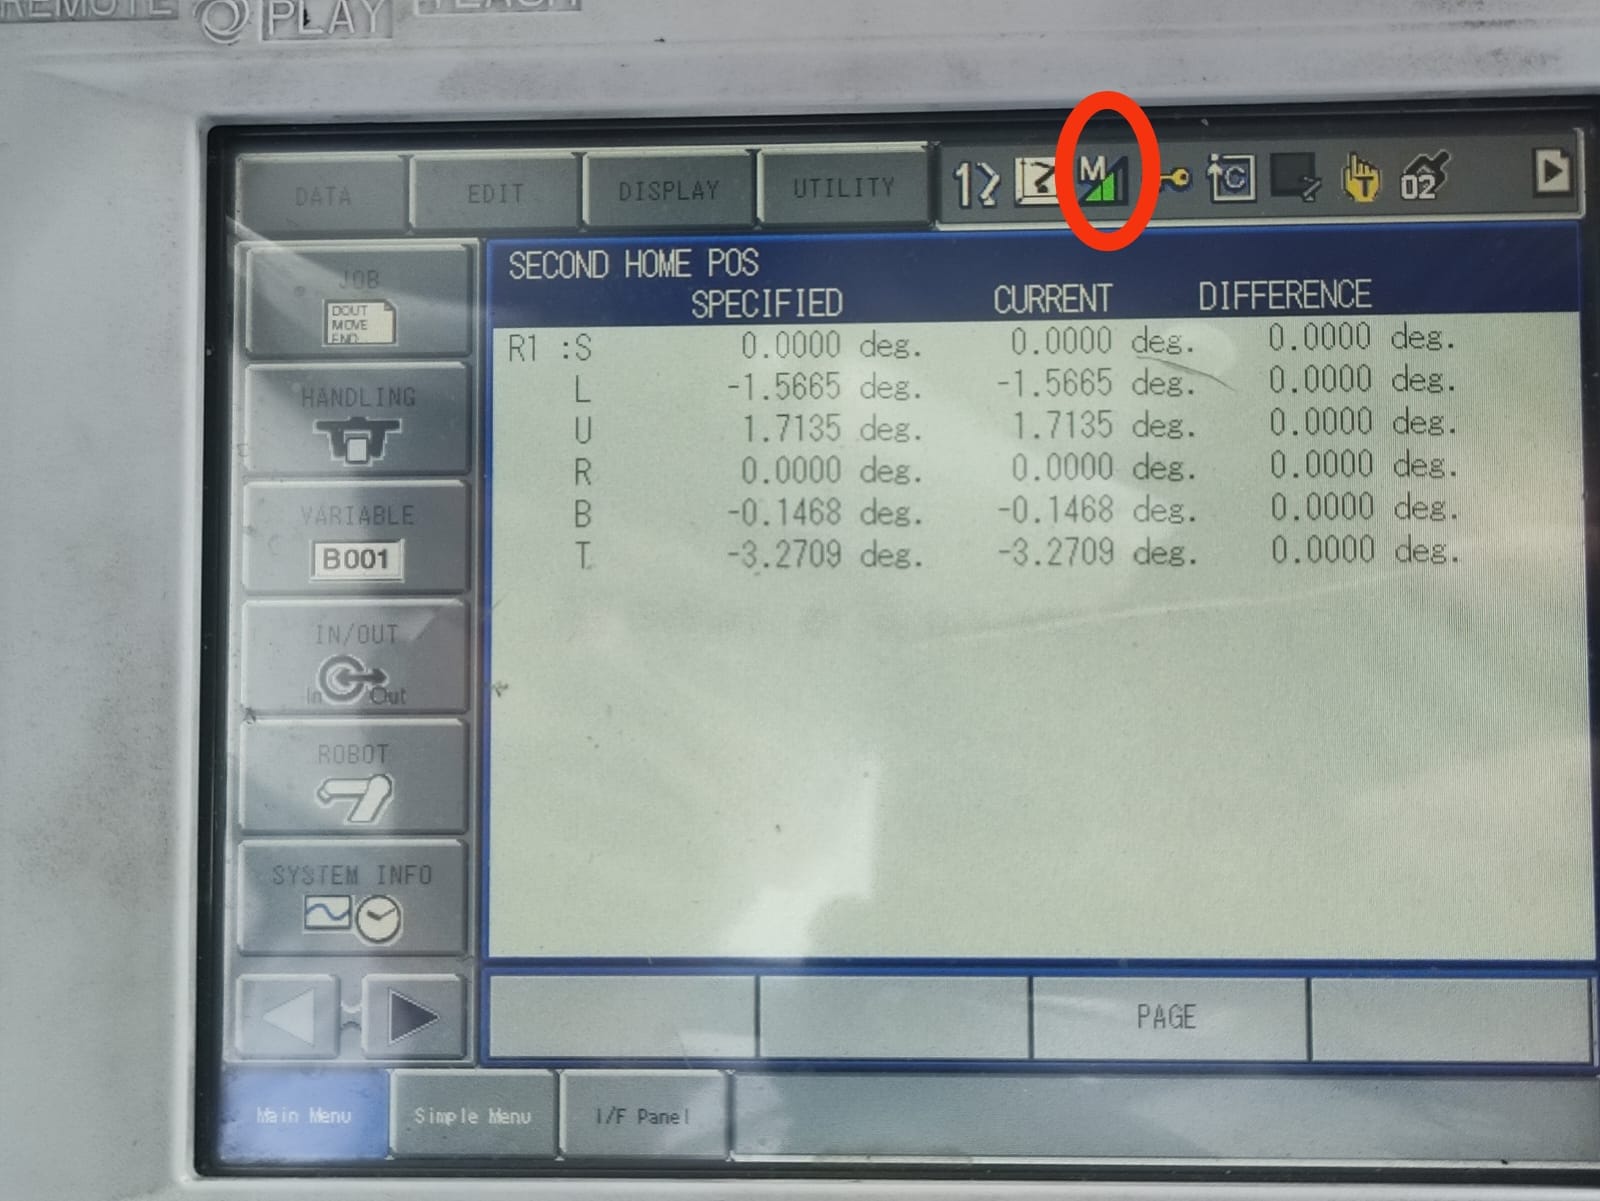 REMOTE PLAY TEACH
DATA EDIT DISPLAY UTILITY
1 M C T 02
SECOND HOME POS
SPECIFIED CURRENT DIFFERENCE
R1 :S 0.0000 deg. 0.0000 deg. 0.0000 deg.
L -1.5665 deg. -1.5665 deg. 0.0000 deg.
U 1.7135 deg. 1.7135 deg. 0.0000 deg.
R 0.0000 deg. 0.0000 deg. 0.0000 deg.
B -0.1468 deg. -0.1468 deg. 0.0000 deg.
T -3.2709 deg. -3.2709 deg. 0.0000 deg.
JOB
DOUT
MOVE
END
HANDLING
VARIABLE
B001
IN/OUT
In Out
ROBOT
SYSTEM INFO
PAGE
Main Menu Simple Menu I/F Panel